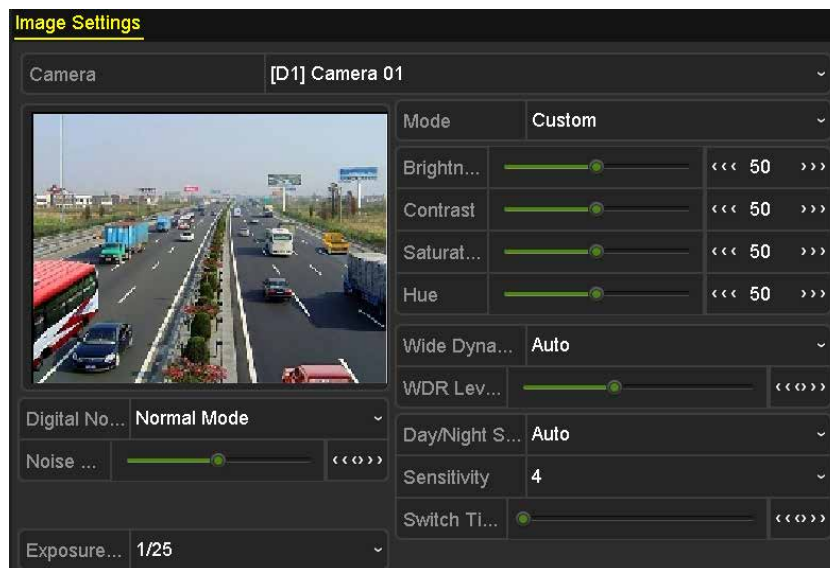 Image Settings
Camera [D1] Camera 01
Mode Custom
Brightn... ‹‹‹ 50 ›››
Contrast ‹‹‹ 50 ›››
Saturat... ‹‹‹ 50 ›››
Hue ‹‹‹ 50 ›››
Wide Dyna... Auto
WDR Lev... ‹‹‹›››
Digital No... Normal Mode
Noise ... ‹‹‹›››
Day/Night S... Auto
Sensitivity 4
Switch Ti... ‹‹‹›››
Exposure... 1/25